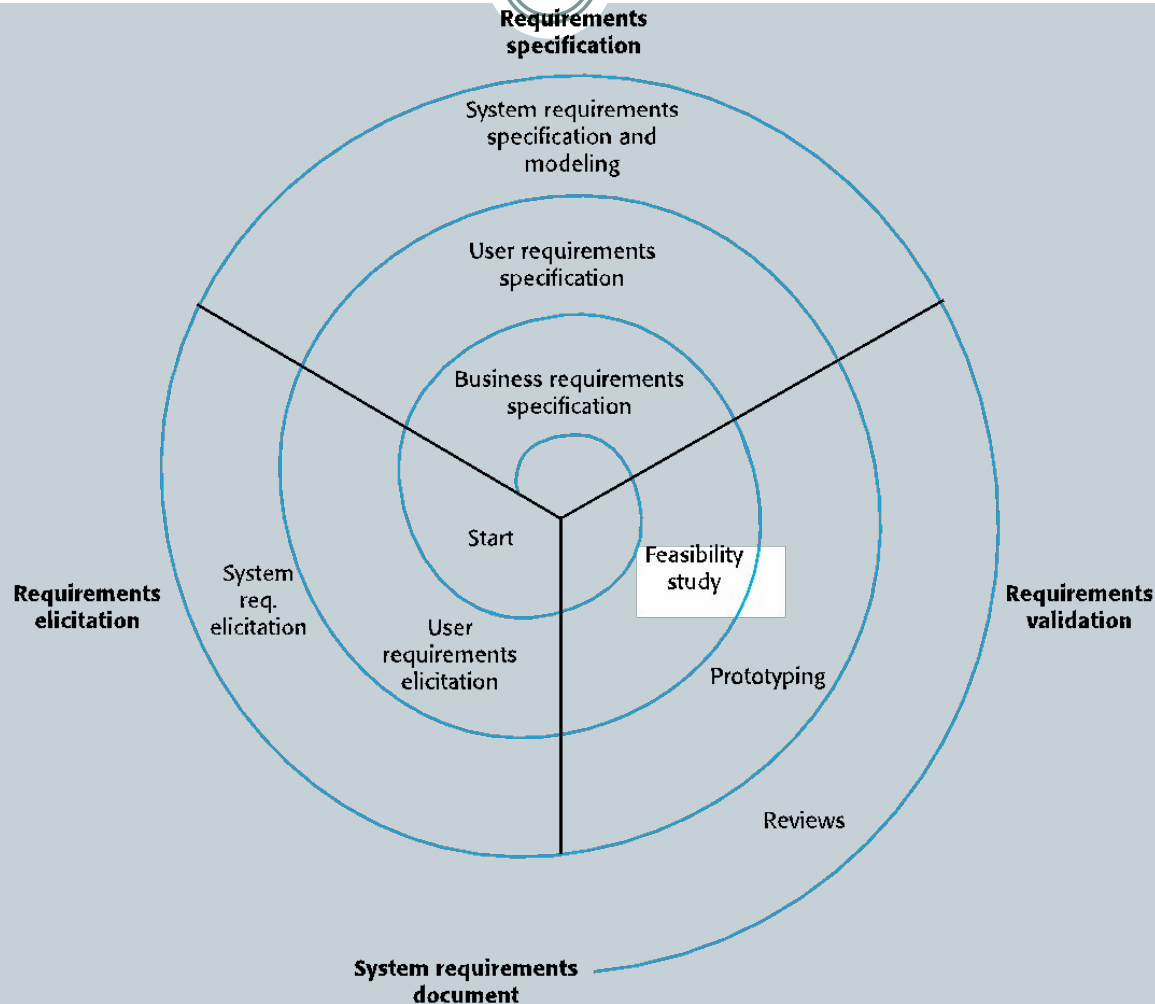 Requirements
specification
System requirements
specification and
modeling
User requirements
specification
Business requirements
specification
Start
Feasibility
study
System
req.
elicitation
Requirements
elicitation
Requirements
validation
User
requirements
elicitation
Prototyping
Reviews
System requirements
document